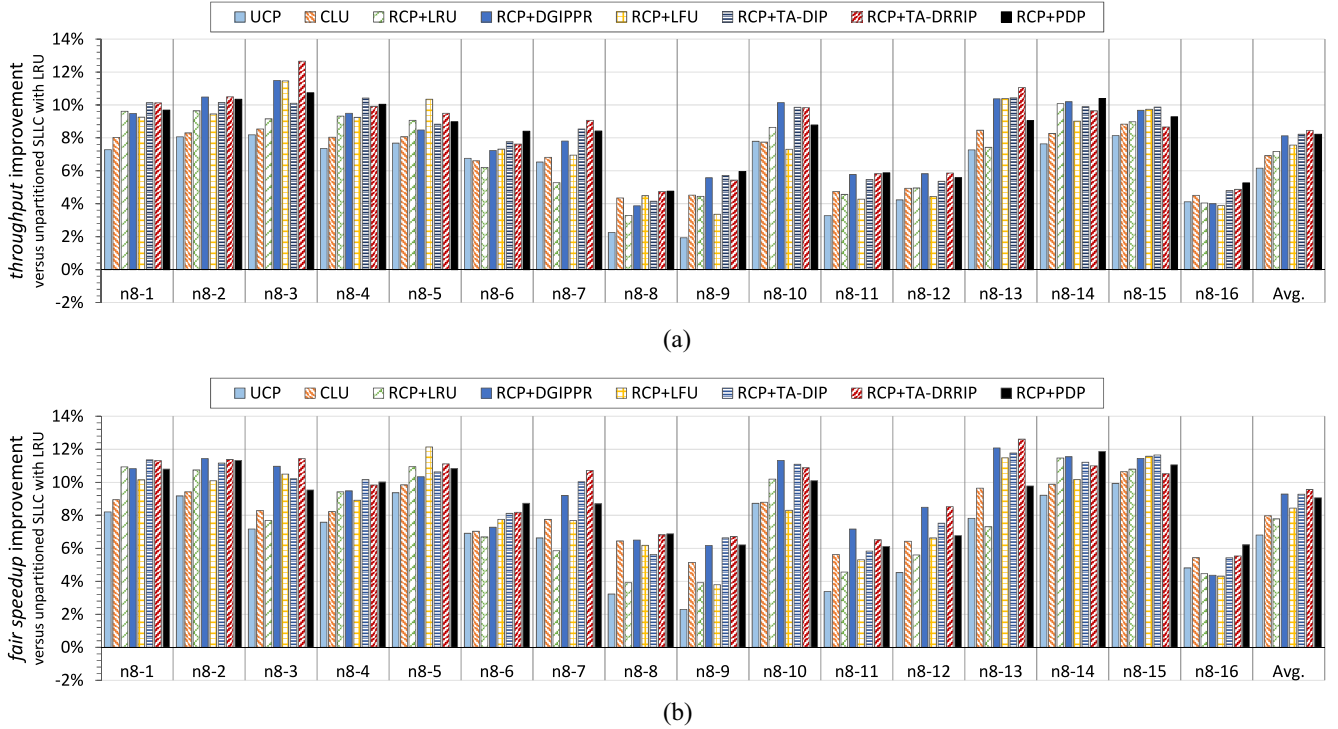 UCP CLU RCP+LRU RCP+DGIPPR RCP+LFU RCP+TA-DIP RCP+TA-DRRIP RCP+PDP
throughput improvement
versus unpartitioned SLLC with LRU
14%
12%
10%
8%
6%
4%
2%
0%
-2%
n8-1 n8-2 n8-3 n8-4 n8-5 n8-6 n8-7 n8-8 n8-9 n8-10 n8-11 n8-12 n8-13 n8-14 n8-15 n8-16 Avg.
(a)
UCP CLU RCP+LRU RCP+DGIPPR RCP+LFU RCP+TA-DIP RCP+TA-DRRIP RCP+PDP
fair speedup improvement
versus unpartitioned SLLC with LRU
14%
12%
10%
8%
6%
4%
2%
0%
-2%
n8-1 n8-2 n8-3 n8-4 n8-5 n8-6 n8-7 n8-8 n8-9 n8-10 n8-11 n8-12 n8-13 n8-14 n8-15 n8-16 Avg.
(b)